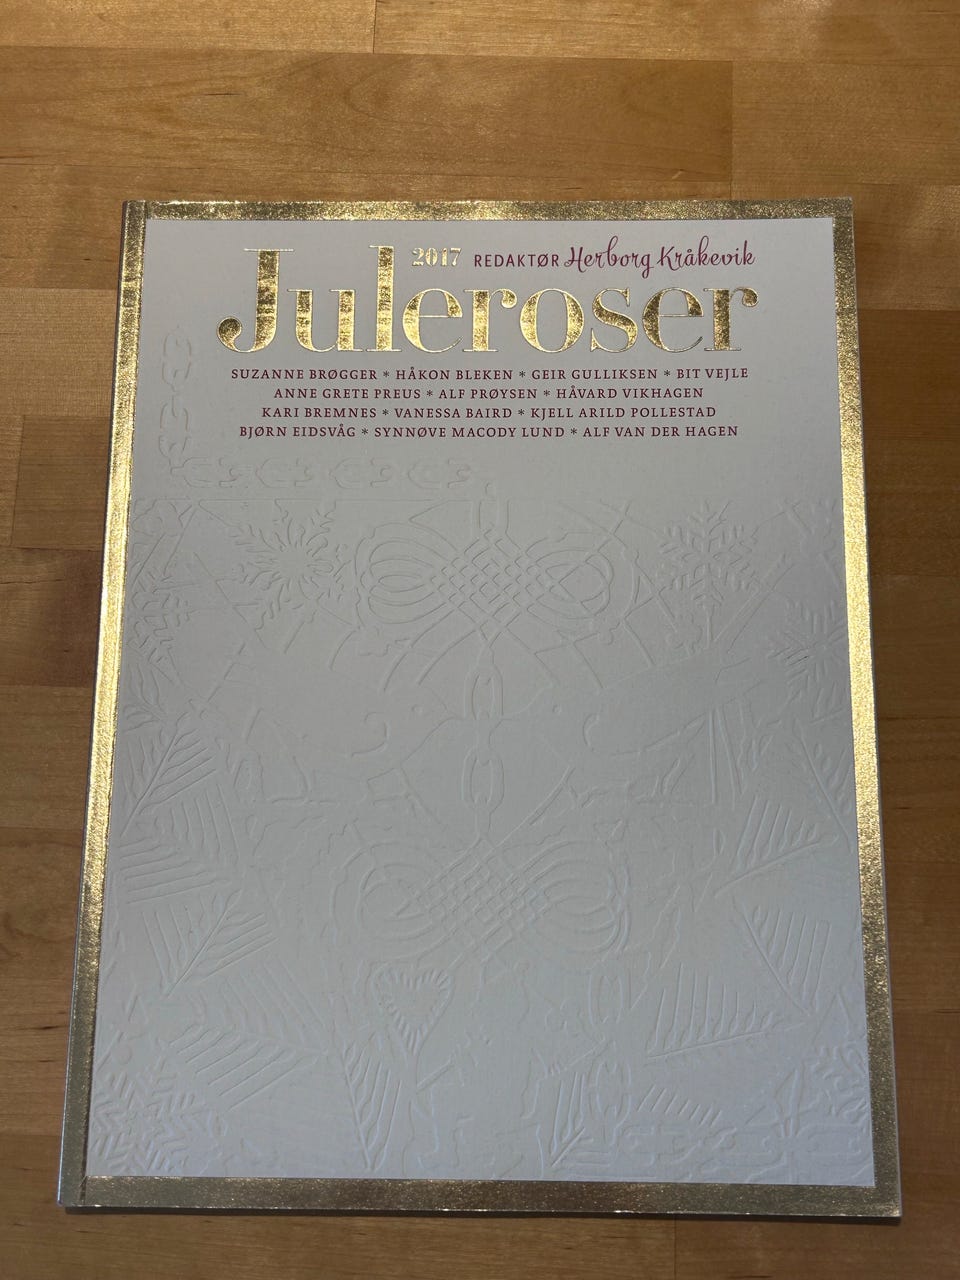 2017 REDAKTØR Herborg Kråkevik
Juleroser
SUZANNE BRØGGER * HÅKON BLEKEN * GEIR GULLIKSEN * BIT VEJLE
ANNE GRETE PREUS * ALF PRØYSEN * HÅVARD VIKHAGEN
KARI BREMNES * VANESSA BAIRD * KJELL ARILD POLLESTAD
BJØRN EIDSVÅG * SYNNØVE MACODY LUND * ALF VAN DER HAGEN